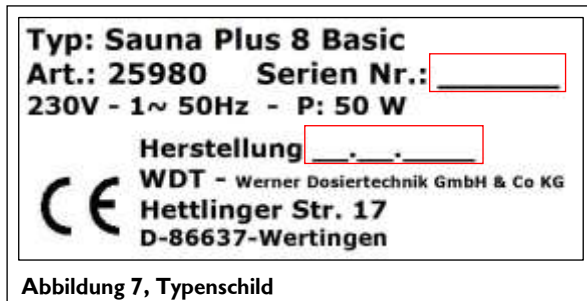 Typ: Sauna Plus 8 Basic
Art.: 25980 Serien Nr.: ________
230V - 1~ 50Hz - P: 50 W
Herstellung __.__.____
CE WDT - Werner Dosiertechnik GmbH & Co KG
Hettlinger Str. 17
D-86637-Wertingen
Abbildung 7, Typenschild